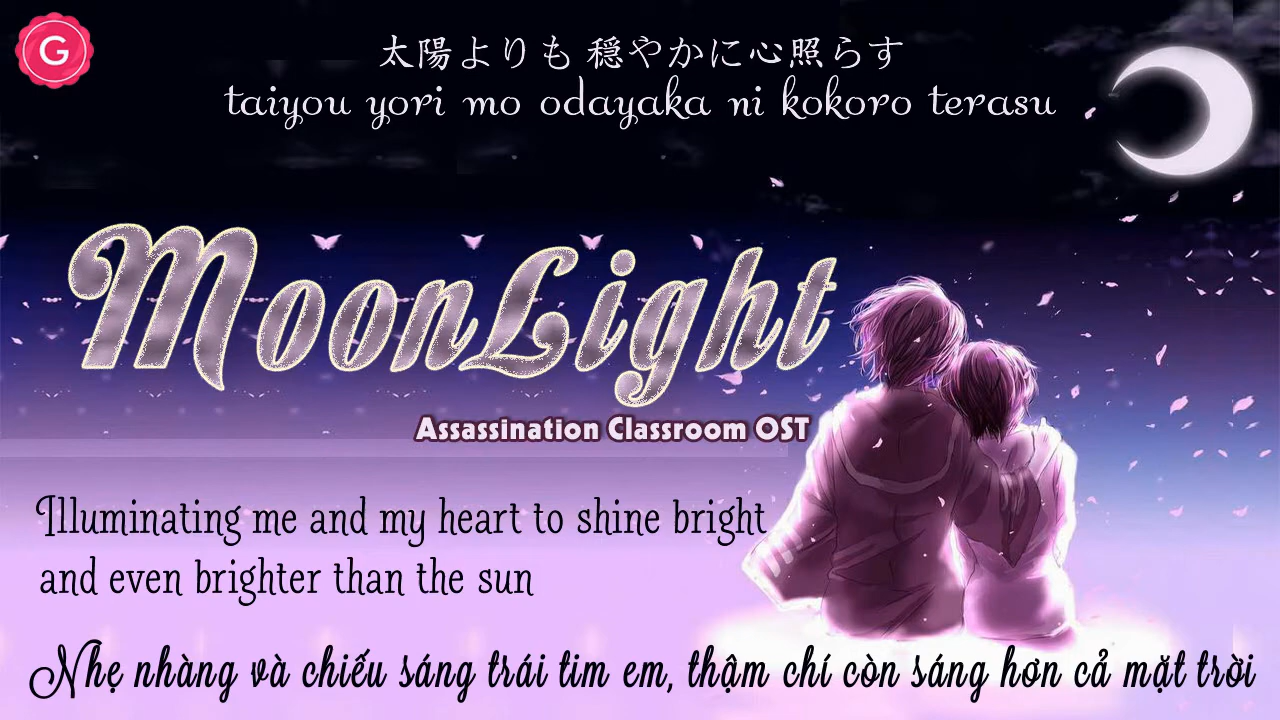 G
太陽よりも 穏やかに心照らす
taiyou yori mo odayaka ni kokoro terasu
MoonLight
Assassination Classroom OST
Illuminating me and my heart to shine bright
and even brighter than the sun
Nhẹ nhàng và chiếu sáng trái tim em, thậm chí còn sáng hơn cả mặt trời